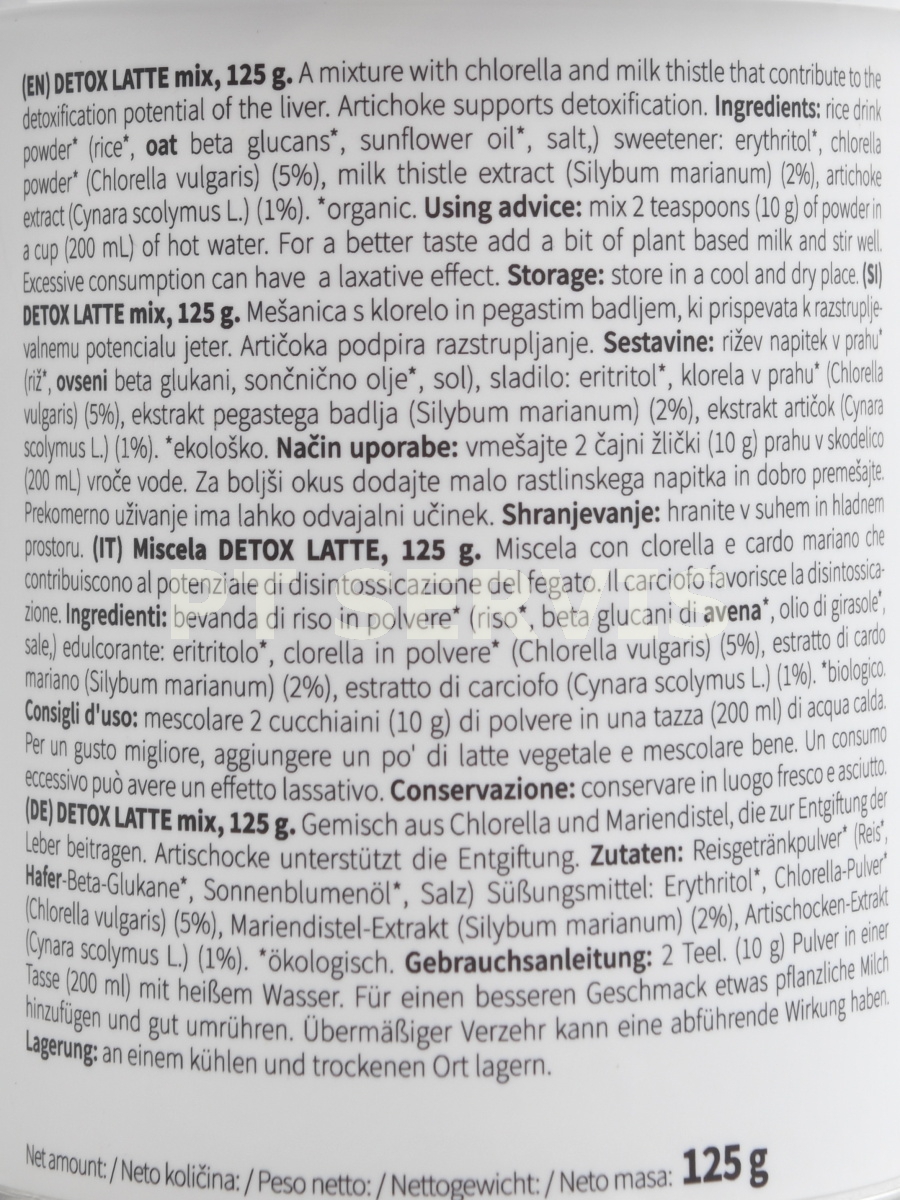 (EN) DETOX LATTE mix, 125 g. A mixture with chlorella and milk thistle that contribute to the
detoxification potential of the liver. Artichoke supports detoxification. Ingredients: rice drink
powder* (rice*, oat beta glucans*, sunflower oil*, salt,) sweetener: erythritol*, chlorella
powder* (Chlorella vulgaris) (5%), milk thistle extract (Silybum marianum) (2%), artichoke
extract (Cynara scolymus L.) (1%). *organic. Using advice: mix 2 teaspoons (10 g) of powder in
a cup (200 mL) of hot water. For a better taste add a bit of plant based milk and stir well.
Excessive consumption can have a laxative effect. Storage: store in a cool and dry place. (SI)
DETOX LATTE mix, 125 g. Mešanica s klorelo in pegastim badljem, ki prispevata k razstruplje-
valnemu potencialu jeter. Artičoka podpira razstrupljanje. Sestavine: rižev napitek v prahu*
(riž*, ovseni beta glukani, sončnično olje*, sol), sladilo: eritritol*, klorela v prahu* (Chlorella
vulgaris) (5%), ekstrakt pegastega badlja (Silybum marianum) (2%), ekstrakt artičok (Cynara
scolymus L.) (1%). *ekološko. Način uporabe: vmešajte 2 čajni žlički (10 g) prahu v skodelico
(200 mL) vroče vode. Za boljši okus dodajte malo rastlinskega napitka in dobro premešajte.
Prekomerno uživanje ima lahko odvajalni učinek. Shranjevanje: hranite v suhem in hladnem
prostoru. (IT) Miscela DETOX LATTE, 125 g. Miscela con clorella e cardo mariano che
contribuiscono al potenziale di disintossicazione del fegato. Il carciofo favorisce la disintossica-
zione. Ingredienti: bevanda di riso in polvere* (riso*, beta glucani di avena*, olio di girasole*,
sale,) edulcorante: eritritolo*, clorella in polvere* (Chlorella vulgaris) (5%), estratto di cardo
mariano (Silybum marianum) (2%), estratto di carciofo (Cynara scolymus L.) (1%). *biologico.
Consigli d'uso: mescolare 2 cucchiaini (10 g) di polvere in una tazza (200 ml) di acqua calda.
Per un gusto migliore, aggiungere un po' di latte vegetale e mescolare bene. Un consumo
eccessivo può avere un effetto lassativo. Conservazione: conservare in luogo fresco e asciutto.
(DE) DETOX LATTE mix, 125 g. Gemisch aus Chlorella und Mariendistel, die zur Entgiftung der
Leber beitragen. Artischocke unterstützt die Entgiftung. Zutaten: Reisgetränkpulver* (Reis*,
Hafer-Beta-Glukane*, Sonnenblumenöl*, Salz) Süßungsmittel: Erythritol*, Chlorella-Pulver*
(Chlorella vulgaris) (5%), Mariendistel-Extrakt (Silybum marianum) (2%), Artischocken-Extrakt
(Cynara scolymus L.) (1%). *ökologisch. Gebrauchsanleitung: 2 Teel. (10 g) Pulver in einer
Tasse (200 ml) mit heißem Wasser. Für einen besseren Geschmack etwas pflanzliche Milch
hinzufügen und gut umrühren. Übermäßiger Verzehr kann eine abführende Wirkung haben.
Lagerung: an einem kühlen und trockenen Ort lagern.
Net amount: / Neto količina: / Peso netto: / Nettogewicht: / Neto masa: 125 g
PT SERVIS